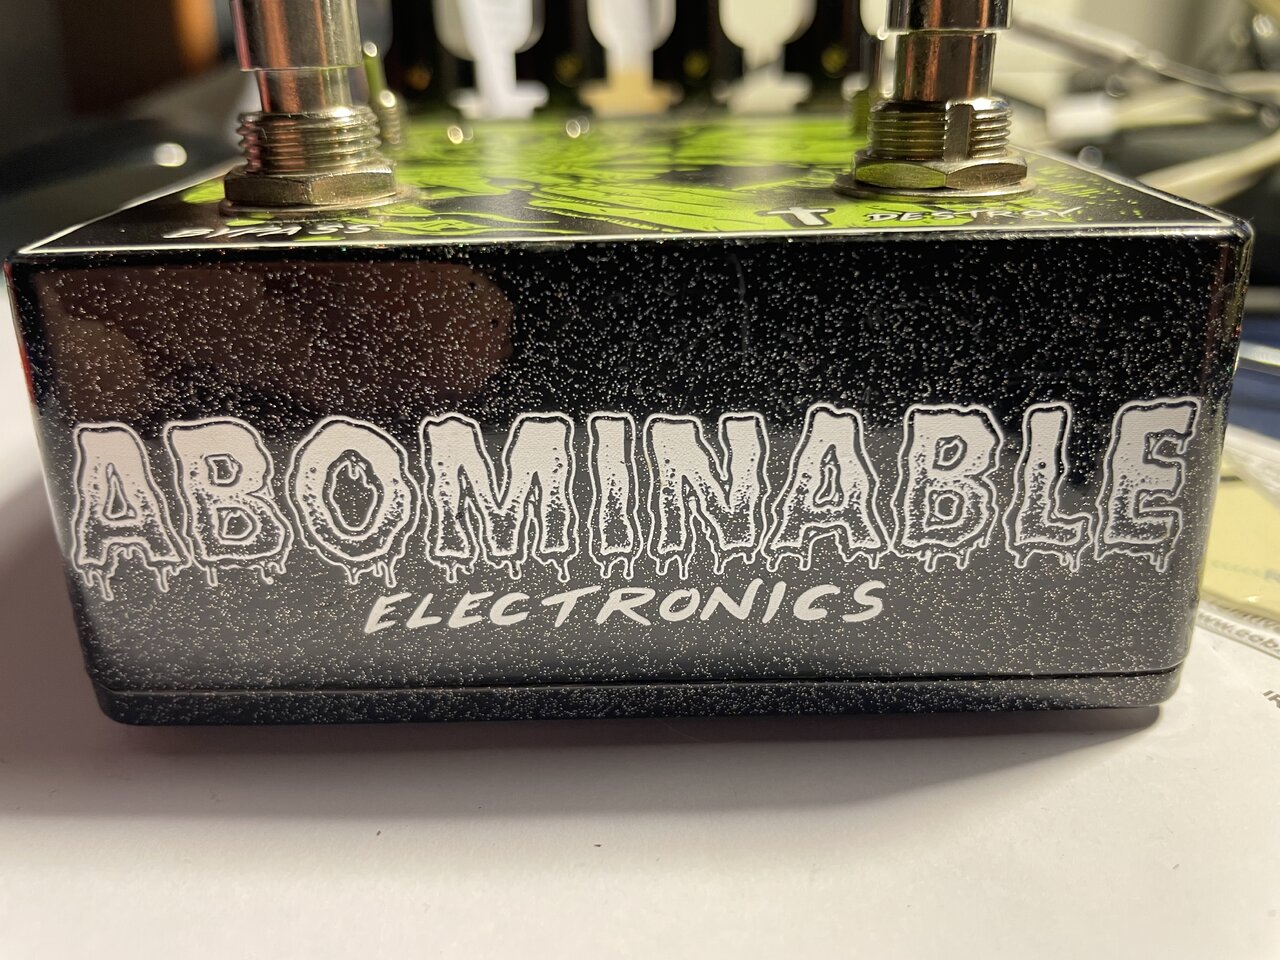 BYPASS
DESTROY
ABOMINABLE
ELECTRONICS